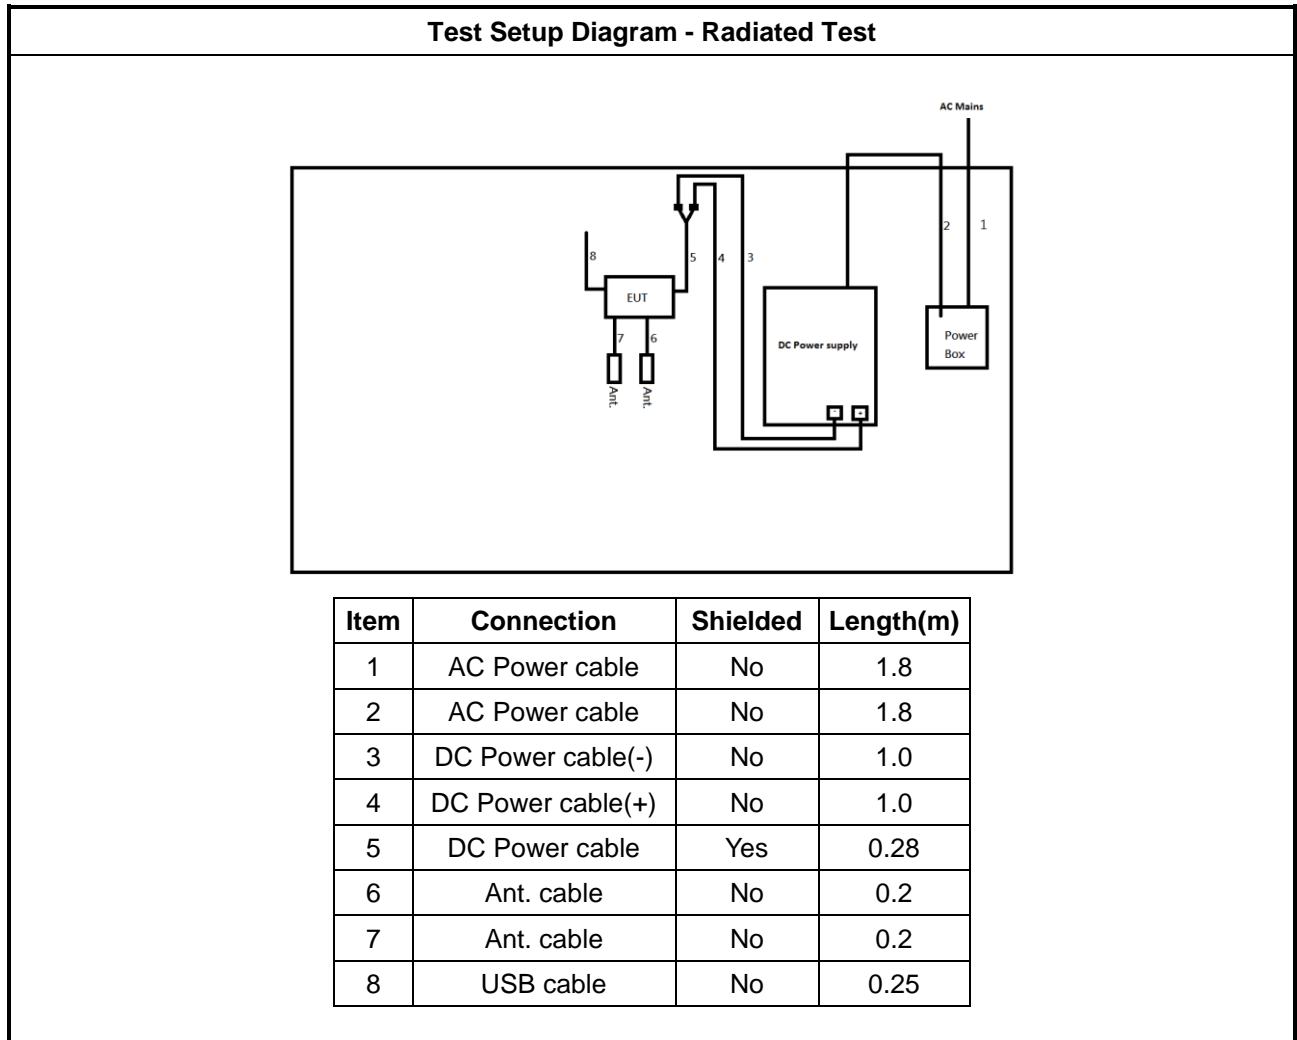 Test Setup Diagram - Radiated Test
AC Mains
2
1
8
5
4
3
EUT
7
6
DC Power supply
Power
Box
Ant.
Ant.
- +
Item Connection Shielded Length(m)
1 AC Power cable No 1.8
2 AC Power cable No 1.8
3 DC Power cable(-) No 1.0
4 DC Power cable(+) No 1.0
5 DC Power cable Yes 0.28
6 Ant. cable No 0.2
7 Ant. cable No 0.2
8 USB cable No 0.25